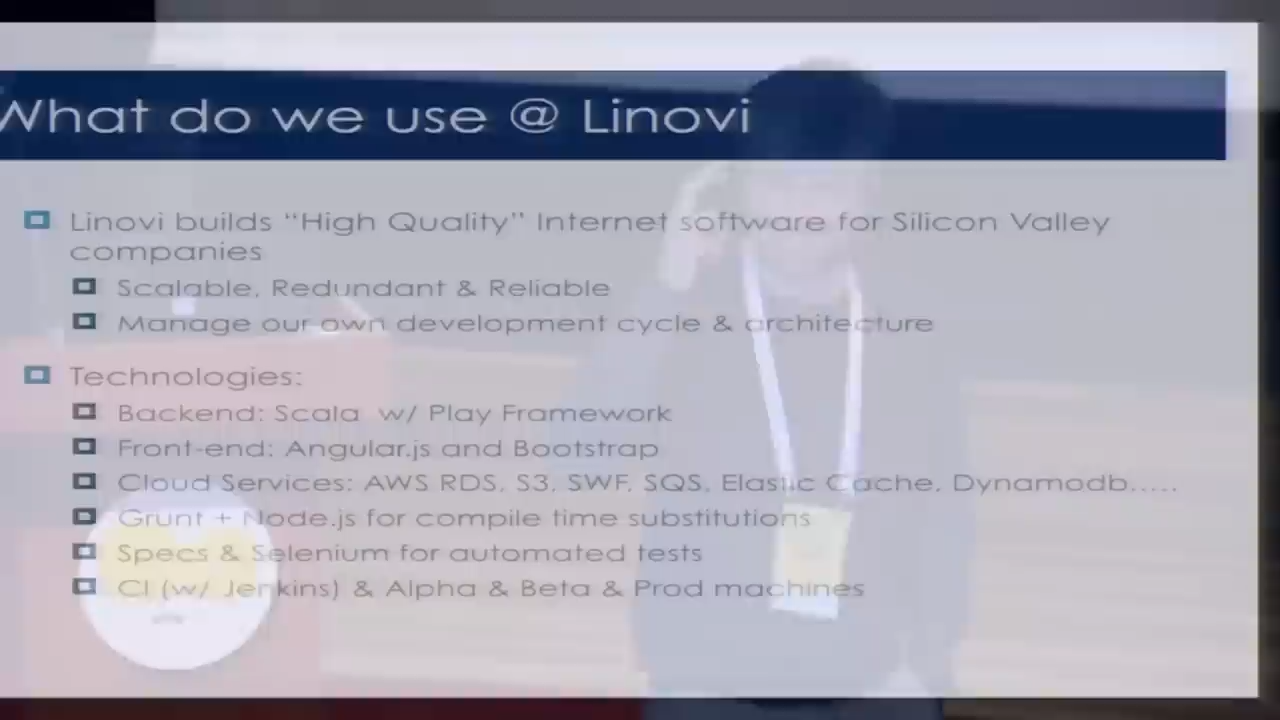 What do we use @ Linovi
Linovi builds “High Quality” Internet software for Silicon Valley
companies
Scalable, Redundant & Reliable
Manage our own development cycle & architecture
Technologies:
Backend: Scala w/ Play Framework
Front-end: Angular.js and Bootstrap
Cloud Services: AWS RDS, S3, SWF, SQS, Elastic Cache, Dynamodb.....
Grunt + Node.js for compile time substitutions
Specs & Selenium for automated tests
CI (w/ Jenkins) & Alpha & Beta & Prod machines